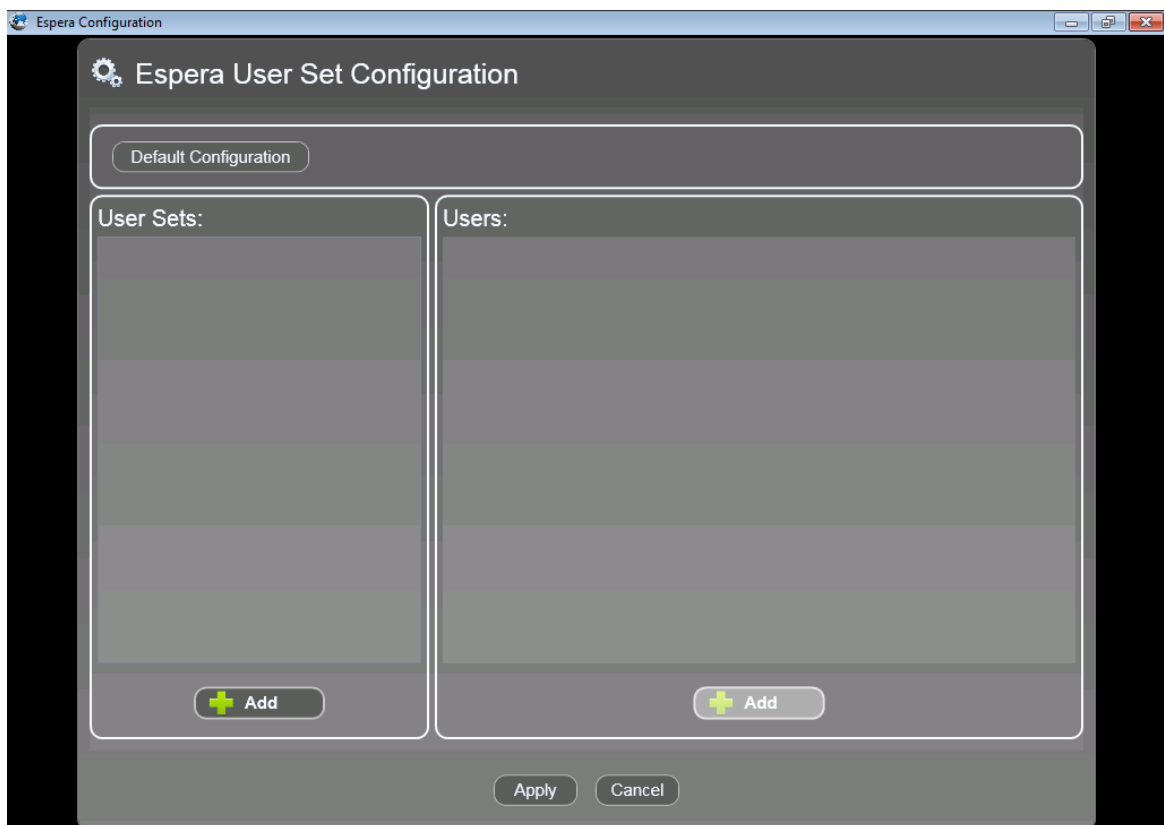 Espera Configuration
Espera User Set Configuration
Default Configuration
User Sets:
Users:
Add
Add
Apply
Cancel